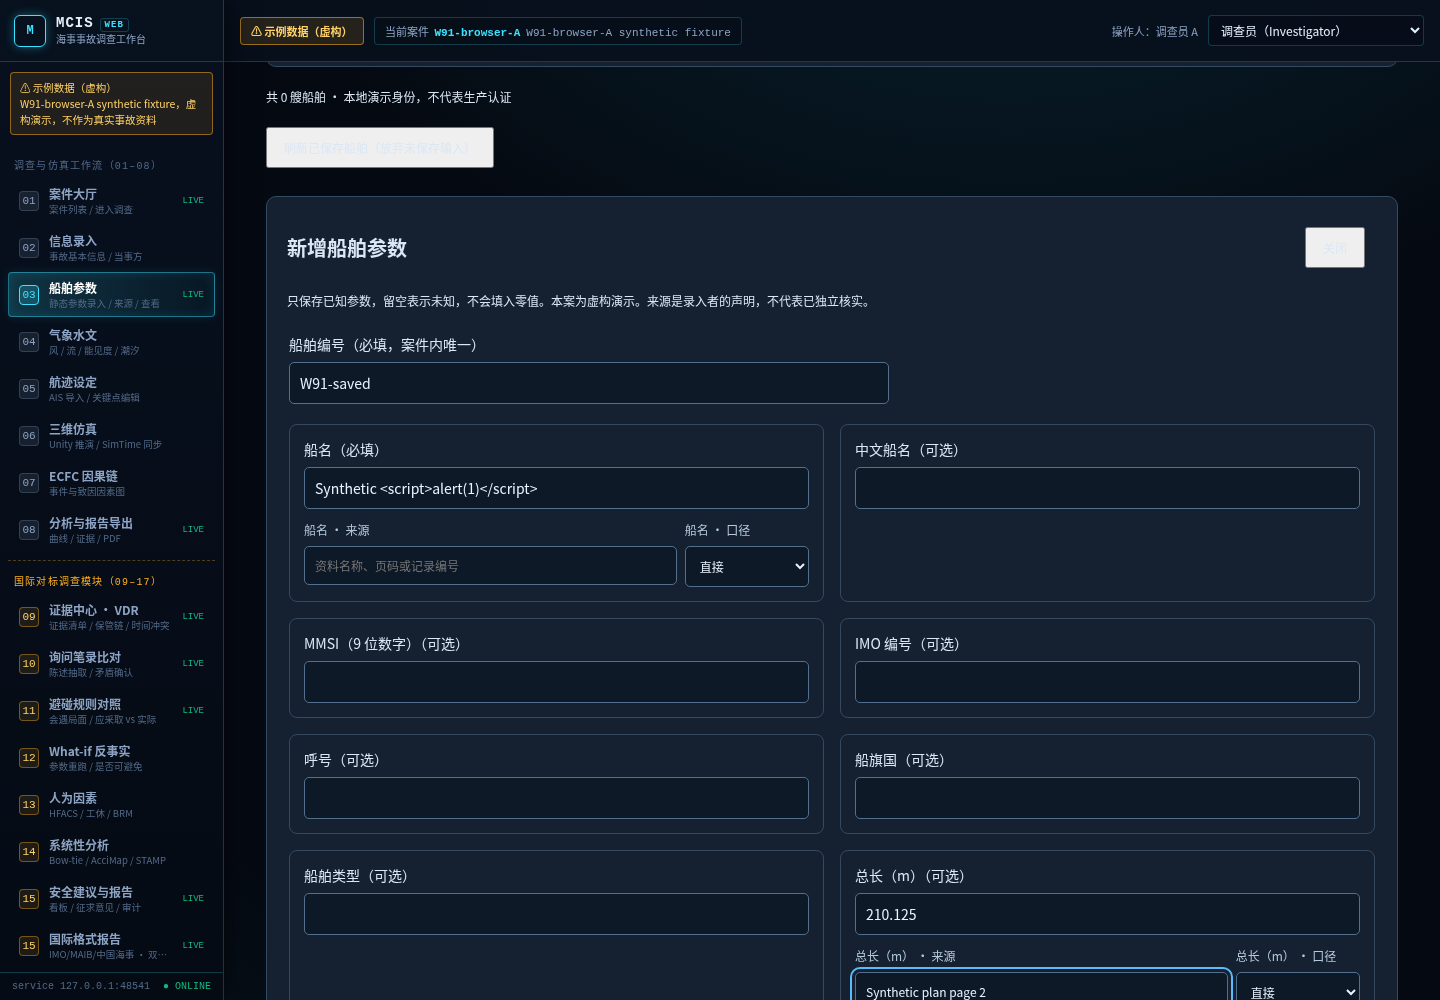 M
MCIS WEB
海事事故调查工作台
⚠ 示例数据（虚构）
当前案件 W91-browser-A W91-browser-A synthetic fixture
操作人：调查员 A
调查员（Investigator）
⚠ 示例数据（虚构）
W91-browser-A synthetic fixture，虚
构演示，不作为真实事故资料
调查与仿真工作流（01–08）
01 案件大厅 LIVE
案件列表 / 进入调查
02 信息录入
事故基本信息 / 当事方
03 船舶参数 LIVE
静态参数录入 / 来源 / 查看
04 气象水文
风 / 流 / 能见度 / 潮汐
05 航迹设定
AIS 导入 / 关键点编辑
06 三维仿真
Unity 推演 / SimTime 同步
07 ECFC 因果链
事件与致因因素图
08 分析与报告导出 LIVE
曲线 / 证据 / PDF
国际对标调查模块（09–17）
09 证据中心 · VDR LIVE
证据清单 / 保管链 / 时间冲突
10 询问笔录比对 LIVE
陈述抽取 / 矛盾确认
11 避碰规则对照 LIVE
会遇局面 / 应采取 vs 实际
12 What-if 反事实
参数重跑 / 是否可避免
13 人为因素
HFACS / 工休 / BRM
14 系统性分析
Bow-tie / AcciMap / STAMP
15 安全建议与报告 LIVE
看板 / 征求意见 / 审计
15 国际格式报告 LIVE
IMO/MAIB/中国海事 · 双…
service 127.0.0.1:48541 ● ONLINE
共 0 艘船舶 · 本地演示身份，不代表生产认证
刷新已保存船舶（放弃未保存输入）
新增船舶参数
关闭
只保存已知参数，留空表示未知，不会填入零值。本案为虚构演示。来源是录入者的声明，不代表已独立核实。
船舶编号（必填，案件内唯一）
W91-saved
船名（必填）
Synthetic <script>alert(1)</script>
船名 · 来源
船名 · 口径
资料名称、页码或记录编号
直接
中文船名（可选）
MMSI（9 位数字）（可选）
IMO 编号（可选）
呼号（可选）
船旗国（可选）
船舶类型（可选）
总长（m）（可选）
210.125
总长（m） · 来源
总长（m） · 口径
Synthetic plan page 2
直接